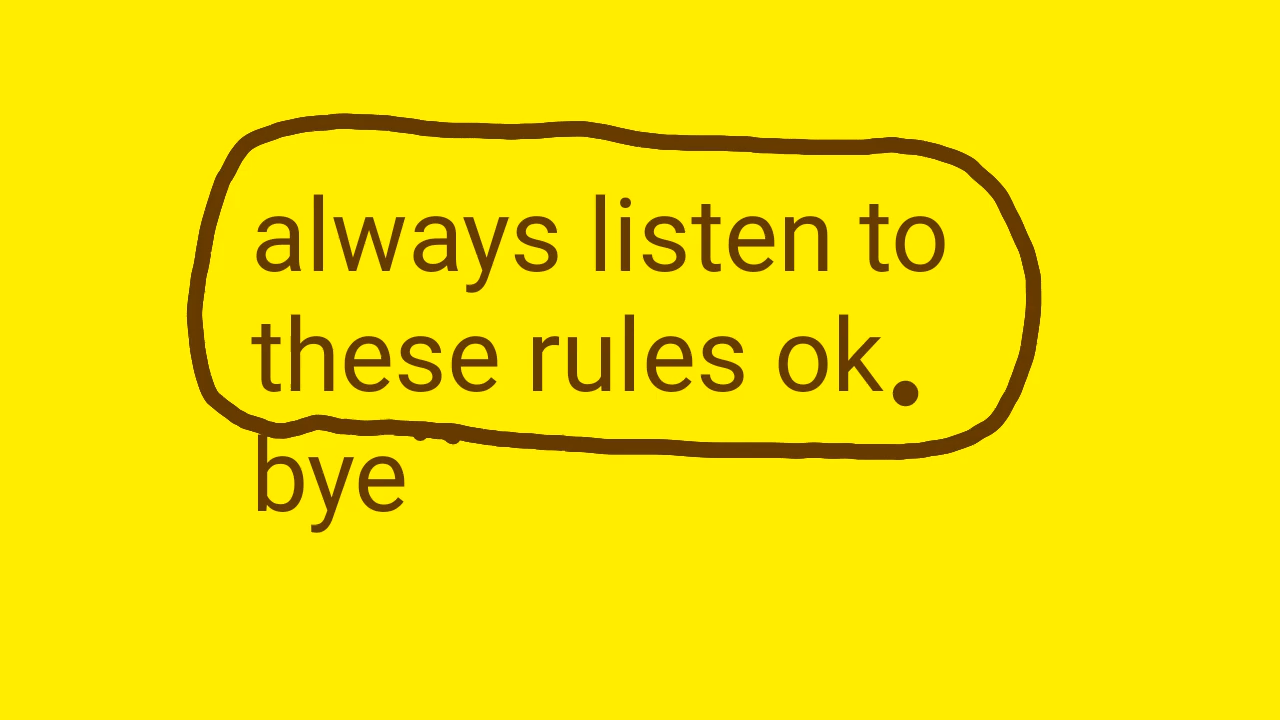 always listen to
these rules ok.
bye